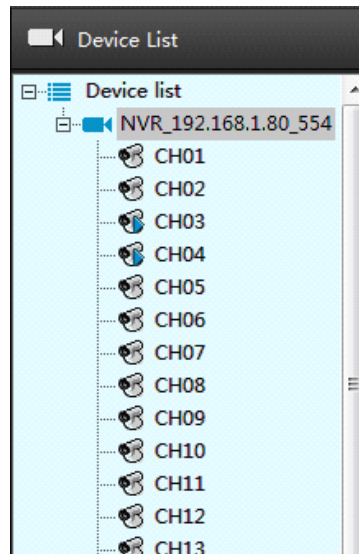 Device List
Device list
NVR_192.168.1.80_554
CH01
CH02
CH03
CH04
CH05
CH06
CH07
CH08
CH09
CH10
CH11
CH12
CH13